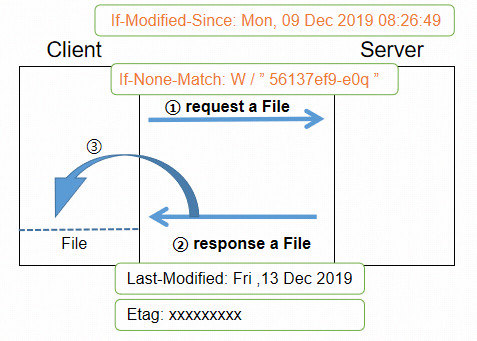 If-Modified-Since: Mon, 09 Dec 2019 08:26:49
Client
Server
If-None-Match: W / ” 56137ef9-e0q ”
① request a File
③
File
② response a File
Last-Modified: Fri ,13 Dec 2019
Etag: xxxxxxxxx